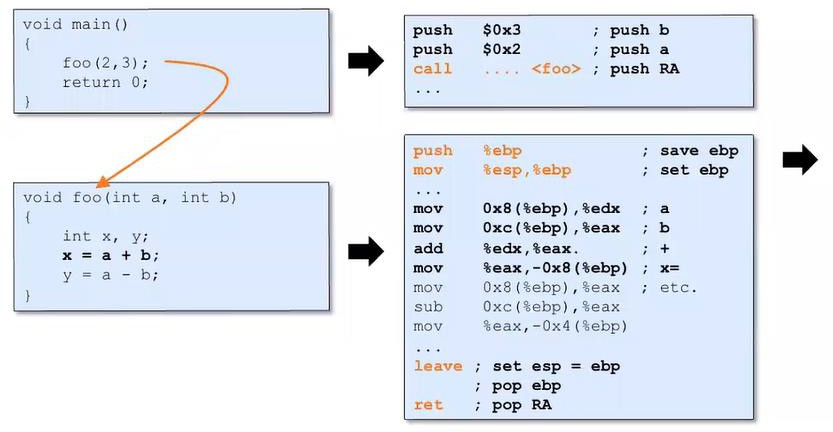 void main()
{
    foo(2,3);
    return 0;
}
push   $0x3       ; push b
push   $0x2       ; push a
call   .... <foo> ; push RA
...
void foo(int a, int b)
{
    int x, y;
    x = a + b;
    y = a - b;
}
push   %ebp            ; save ebp
mov    %esp,%ebp       ; set ebp
...
mov    0x8(%ebp),%edx  ; a
mov    0xc(%ebp),%eax  ; b
add    %edx,%eax.      ; +
mov    %eax,-0x8(%ebp) ; x=
mov    0x8(%ebp),%eax  ; etc.
sub    0xc(%ebp),%eax
mov    %eax,-0x4(%ebp)
...
leave ; set esp = ebp
      ; pop ebp
ret   ; pop RA